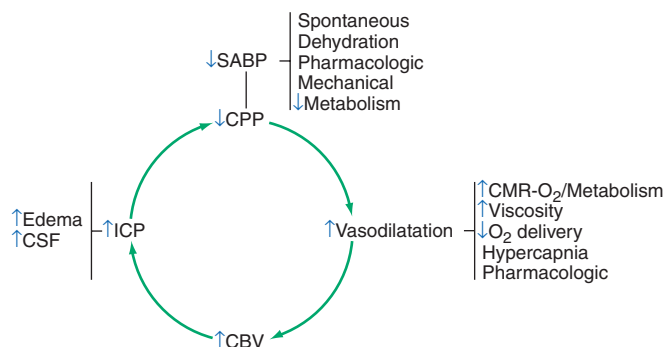 Spontaneous
Dehydration
↓SABP
Pharmacologic
Mechanical
↓Metabolism
↓CPP
↑Edema
↑CSF
↑ICP
↑Vasodilatation
↑CMR-O₂/Metabolism
↑Viscosity
↓O₂ delivery
Hypercapnia
Pharmacologic
↑CBV